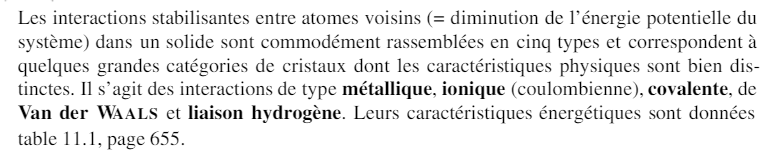 Les interactions stabilisantes entre atomes voisins (= diminution de l’énergie potentielle du
système) dans un solide sont commodément rassemblées en cinq types et correspondent à
quelques grandes catégories de cristaux dont les caractéristiques physiques sont bien dis-
tinctes. Il s’agit des interactions de type métallique, ionique (coulombienne), covalente, de
Van der WAALS et liaison hydrogène. Leurs caractéristiques énergétiques sont données
table 11.1, page 655.